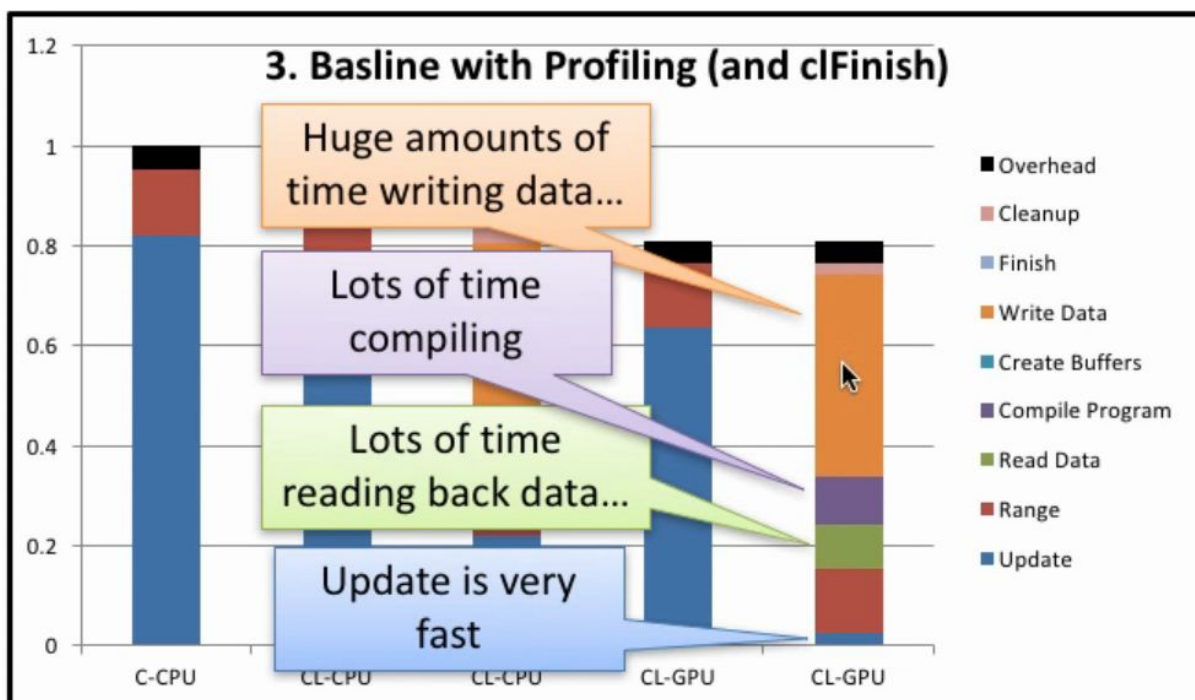 3. Basline with Profiling (and clFinish)
1.2
1
0.8
0.6
0.4
0.2
0
Huge amounts of
time writing data...
Lots of time
compiling
Lots of time
reading back data...
Update is very
fast
C-CPU
CL-CPU
CL-CPU
CL-GPU
CL-GPU
Overhead
Cleanup
Finish
Write Data
Create Buffers
Compile Program
Read Data
Range
Update